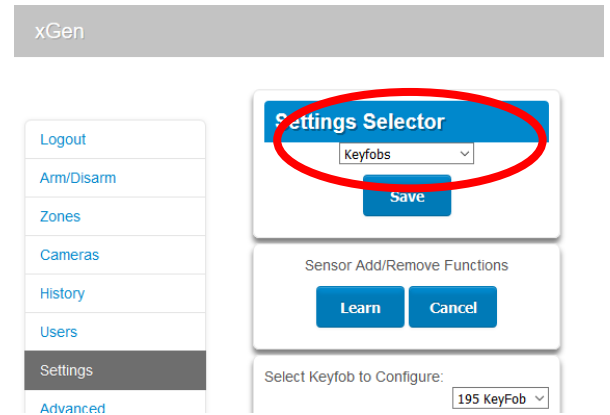 xGen
Logout
Arm/Disarm
Zones
Cameras
History
Users
Settings
Advanced
Settings Selector
Keyfobs
Save
Sensor Add/Remove Functions
Learn Cancel
Select Keyfob to Configure:
195 KeyFob